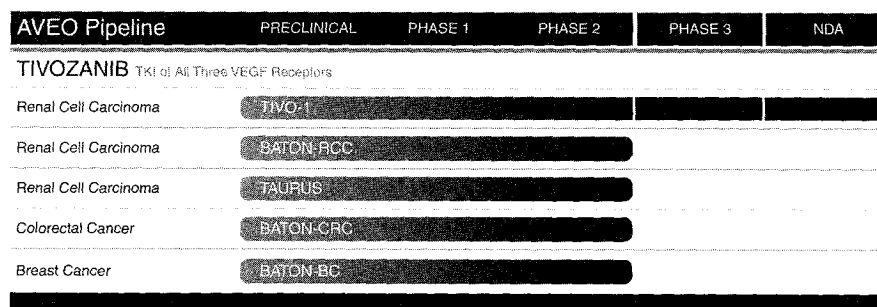 AVEO Pipeline PRECLINICAL PHASE 1 PHASE 2 PHASE 3 NDA
TIVOZANIB TKI of All Three VEGF Receptors
Renal Cell Carcinoma TIVO-1
Renal Cell Carcinoma BATON-RCC
Renal Cell Carcinoma TAURUS
Colorectal Cancer BATON-CRC
Breast Cancer BATON-BC